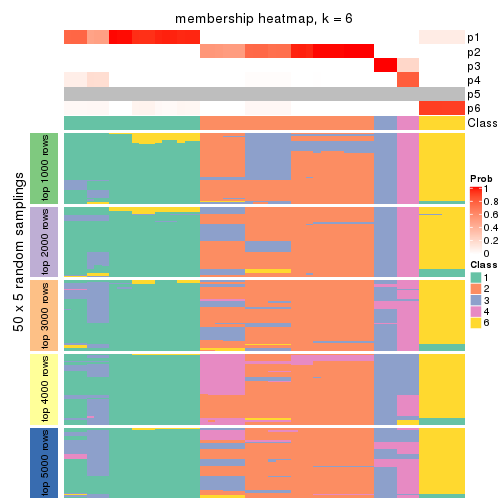 membership heatmap, k = 6
p1
p2
p3
p4
p5
p6
Class
50 x 5 random samplings
top 1000 rows
top 2000 rows
top 3000 rows
top 4000 rows
top 5000 rows
Prob
1
0.8
0.6
0.4
0.2
0
Class
1
2
3
4
6